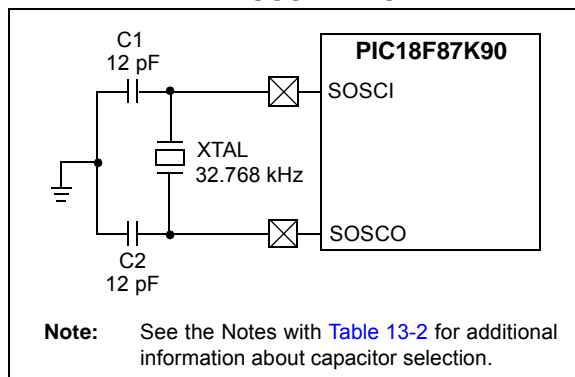 C1
12 pF
PIC18F87K90
SOSCI
XTAL
32.768 kHz
SOSCO
C2
12 pF
Note: See the Notes with Table 13-2 for additional
information about capacitor selection.